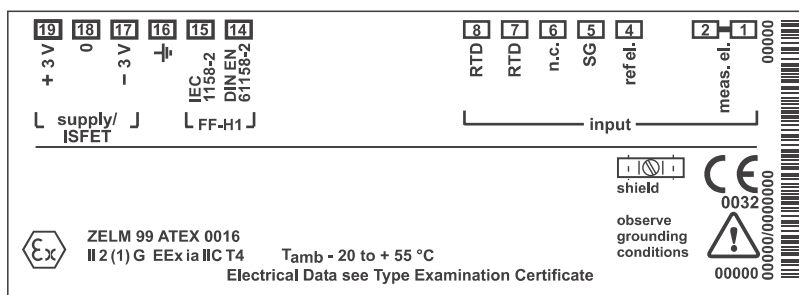 19 18 17 16 15 14 8 7 6 5 4 2 1
+ 3 V
0
– 3 V
IEC
1158-2
DIN EN
61158-2
RTD
RTD
n.c.
SG
ref el.
meas. el.
supply/
ISFET
FF-H1
input
00000
00000/00000000
shield
CE
0032
observe
grounding
conditions
00000
Ex
ZELM 99 ATEX 0016
II 2 (1) G EEx ia IIC T4
Tamb - 20 to + 55 °C
Electrical Data see Type Examination Certificate